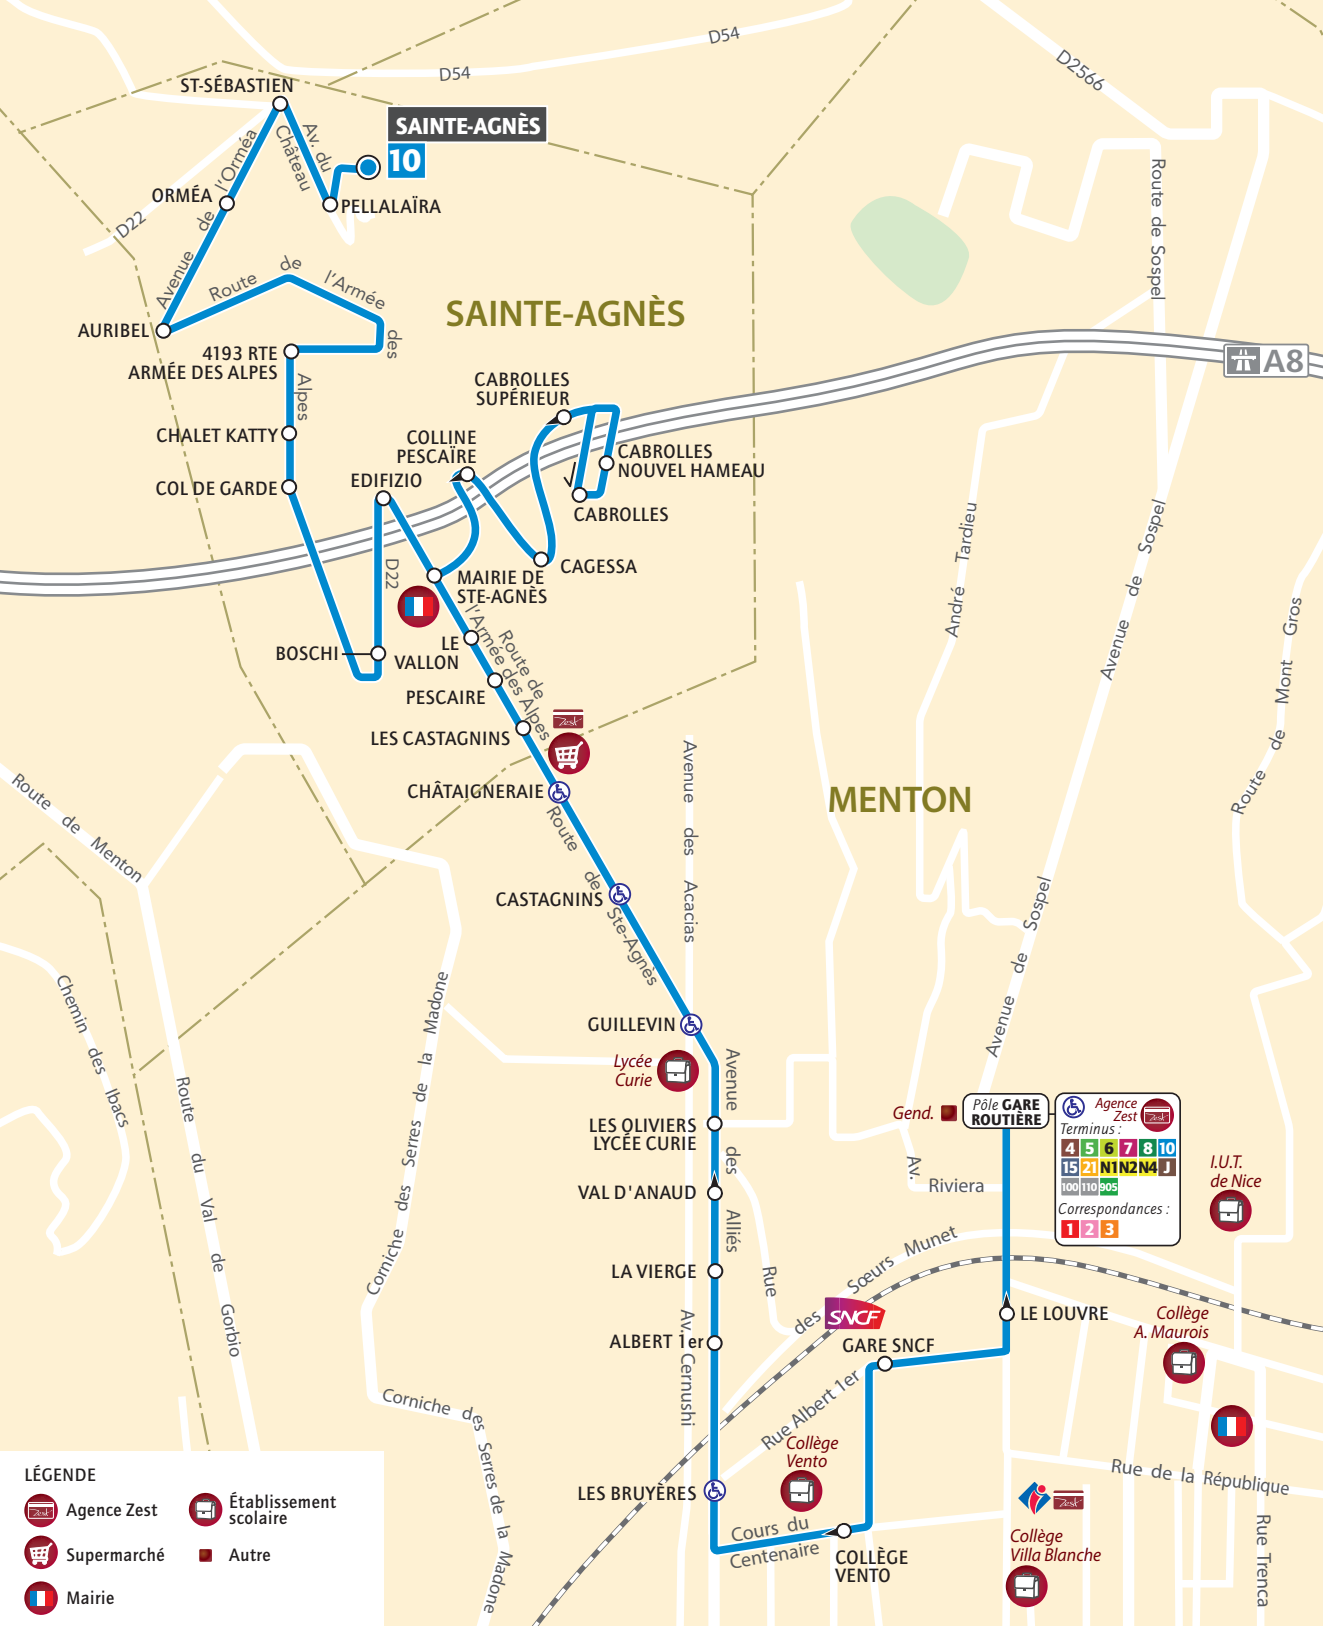 D54
D54
D2566
ST-SÉBASTIEN
SAINTE-AGNÈS
10
Av. du
Château
Avenue de l'Orméa
ORMÉA
PELLALAÏRA
D22
Route de Sospel
Route de l'Armée des Alpes
AURIBEL
SAINTE-AGNÈS
4193 RTE
ARMÉE DES ALPES
A8
CABROLLES
SUPÉRIEUR
CHALET KATTY
COLLINE
PESCAÏRE
CABROLLES
NOUVEL HAMEAU
EDIFIZIO
COL DE GARDE
CABROLLES
D22
CAGESSA
MAIRIE DE
STE-AGNÈS
André Tardieu
Avenue de Sospel
Route de Mont Gros
BOSCHI
LE
VALLON
Route de
l'Armée des Alpes
PESCAIRE
Zest
LES CASTAGNINS
CHÂTAIGNERAIE
MENTON
Avenue des Acacias
Route de Menton
Route de Ste-Agnès
CASTAGNINS
Avenue de Sospel
Chemin des Ibacs
Corniche des Serres de la Madone
GUILLEVIN
Lycée
Curie
Avenue des Alliés
Route du Val de Gorbio
LES OLIVIERS
LYCÉE CURIE
Gend.
Pôle GARE
ROUTIÈRE
Agence
Zest
Zest
Terminus :
4 5 6 7 8 10
15 21 N1 N2 N4 J
100 110 905
Correspondances :
1 2 3
Av. Riviera
I.U.T.
de Nice
VAL D'ANAUD
LA VIERGE
Rue des Sœurs Munet
SNCF
LE LOUVRE
Collège
A. Maurois
ALBERT 1er
GARE SNCF
Av. Cernushi
Rue Albert 1er
Corniche des Serres de la Madone
Collège
Vento
Rue de la République
LES BRUYÈRES
Zest
Cours du
Centenaire
COLLÈGE
VENTO
Collège
Villa Blanche
Rue Trenca
LÉGENDE
Zest
Agence Zest
Établissement
scolaire
Supermarché
Autre
Mairie